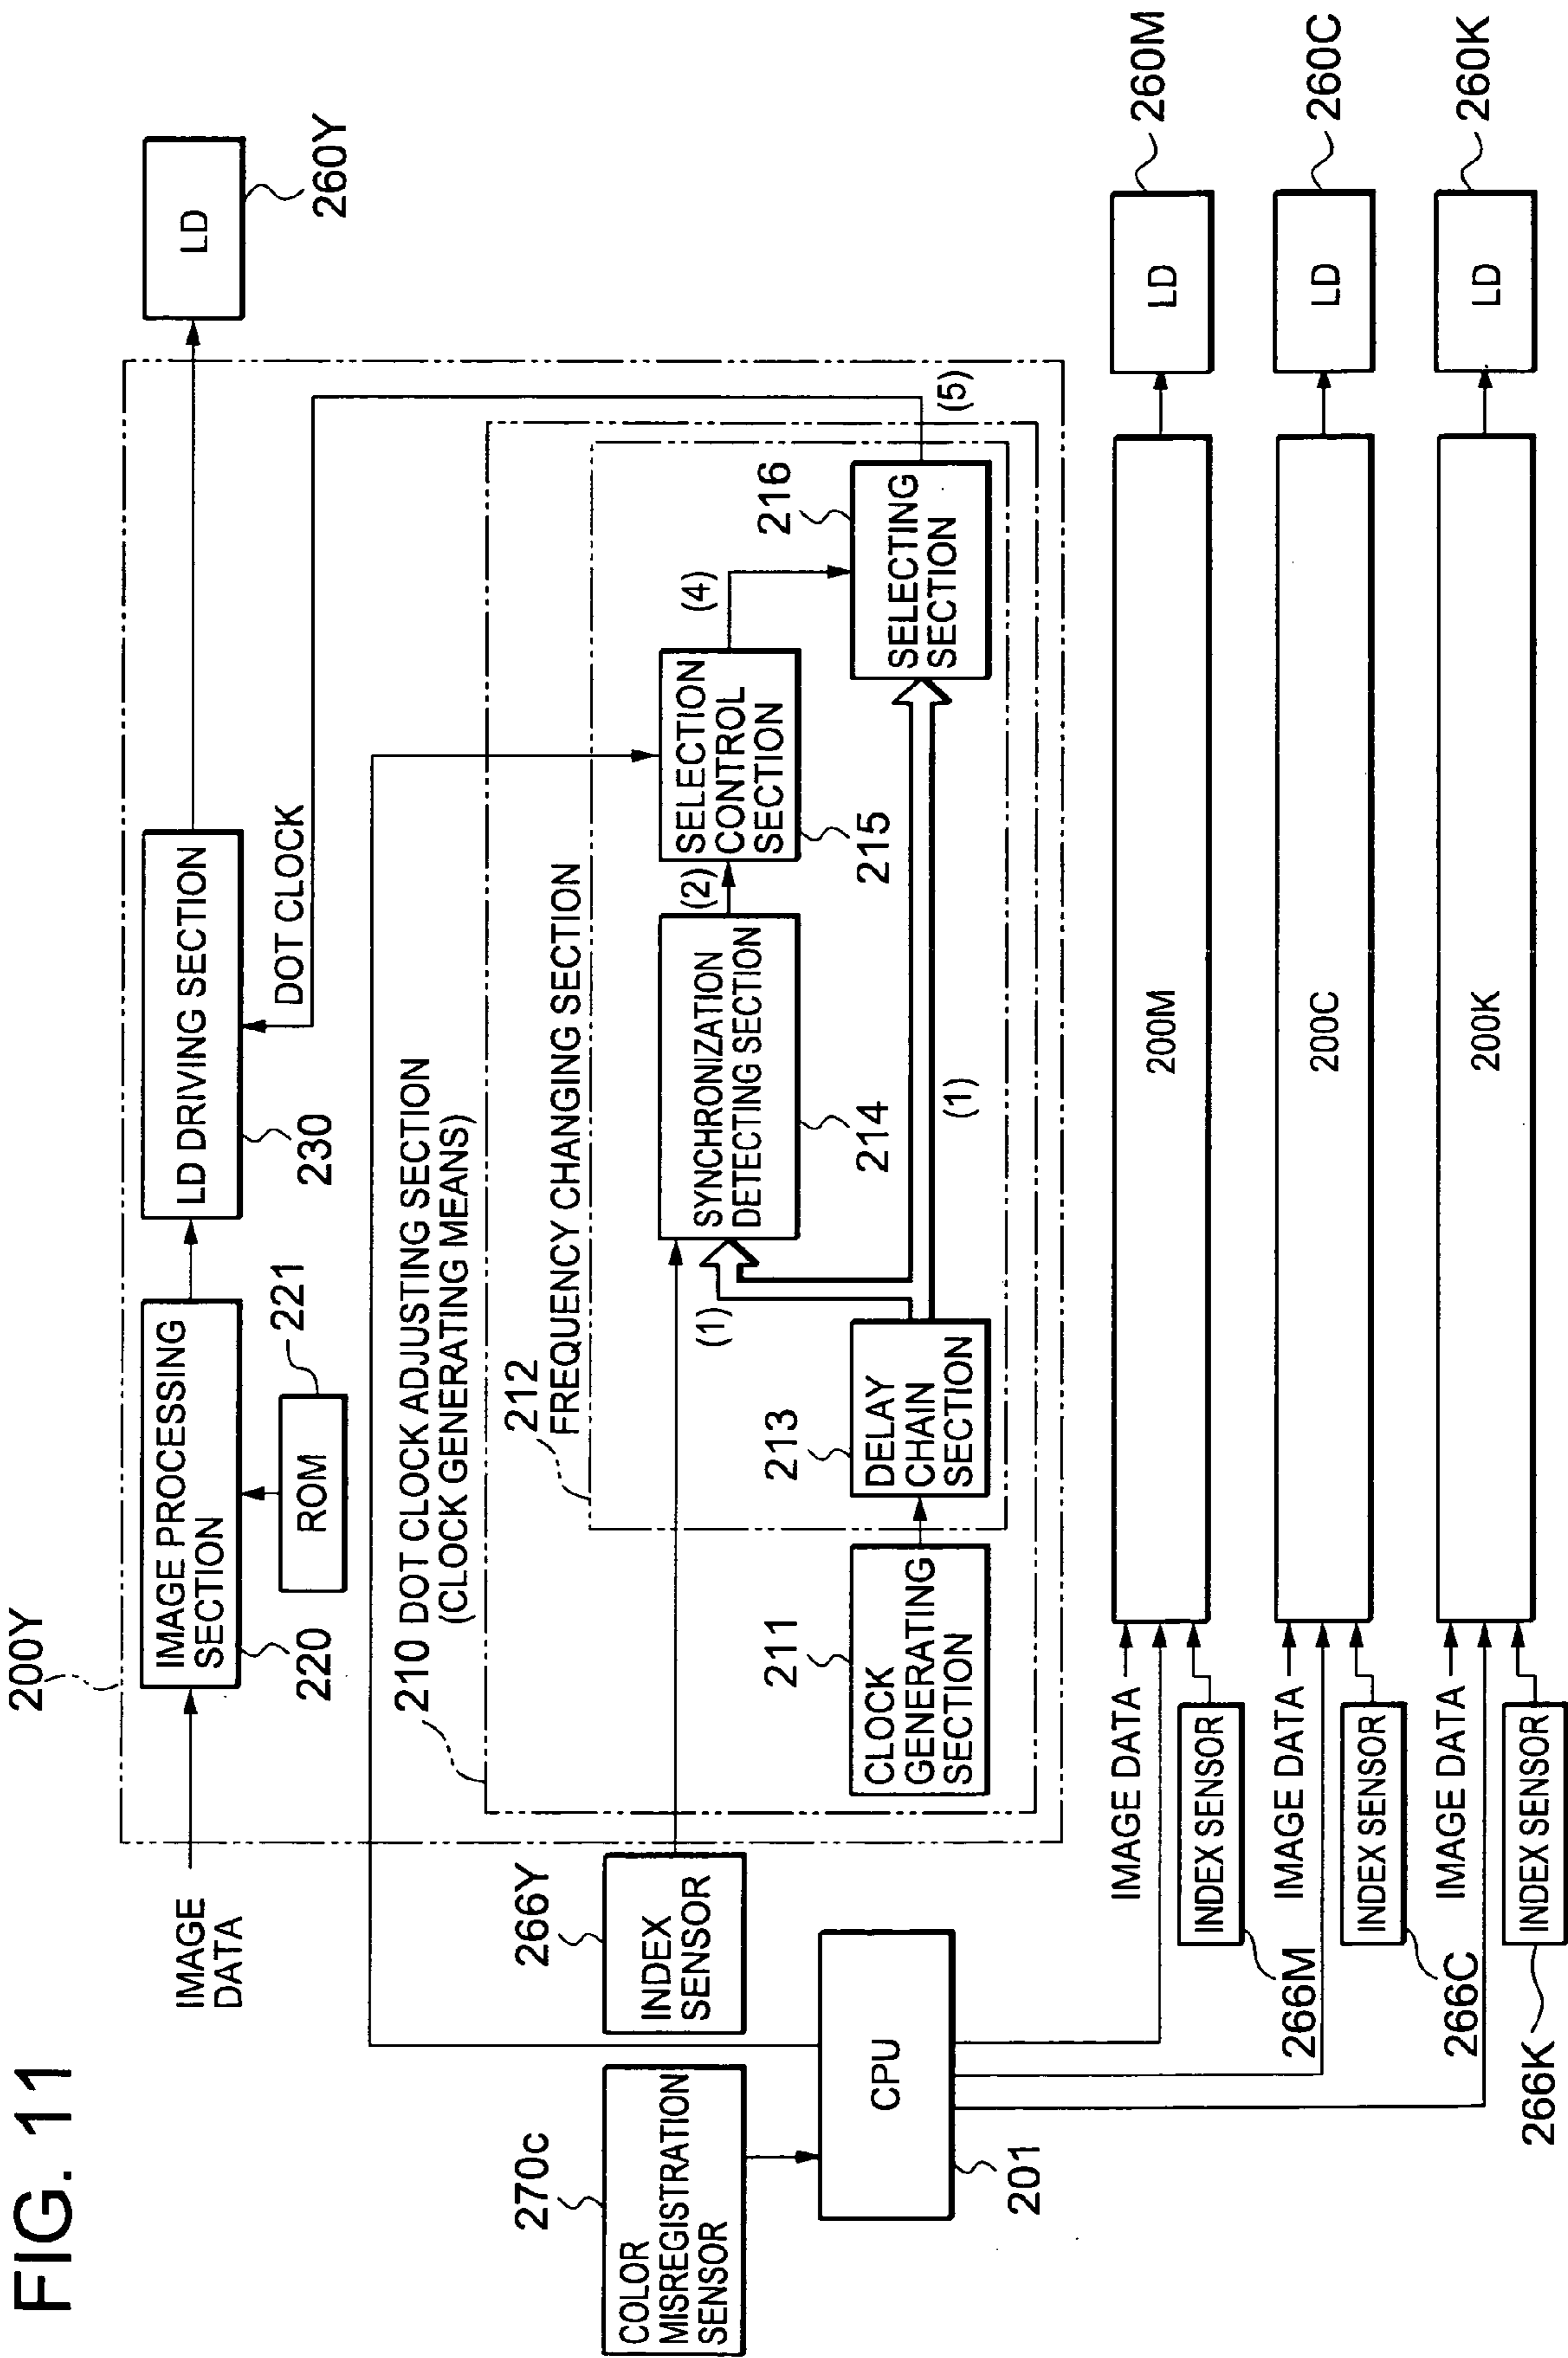 FIG. 11
200Y
IMAGE
DATA
IMAGE PROCESSING
SECTION
220
ROM
221
LD DRIVING SECTION
230
DOT CLOCK
LD
260Y
210 DOT CLOCK ADJUSTING SECTION
(CLOCK GENERATING MEANS)
212
FREQUENCY CHANGING SECTION
270c
COLOR
MISREGISTRATION
SENSOR
266Y
INDEX
SENSOR
CPU
201
211
CLOCK
GENERATING
SECTION
213
DELAY
CHAIN
SECTION
(1)
(1)
SYNCHRONIZATION
DETECTING SECTION
214
(2)
SELECTION
CONTROL
SECTION
215
(4)
216
SELECTING
SECTION
(5)
IMAGE DATA
INDEX SENSOR
266M
200M
LD
260M
IMAGE DATA
INDEX SENSOR
266C
200C
LD
260C
IMAGE DATA
INDEX SENSOR
266K
200K
LD
260K